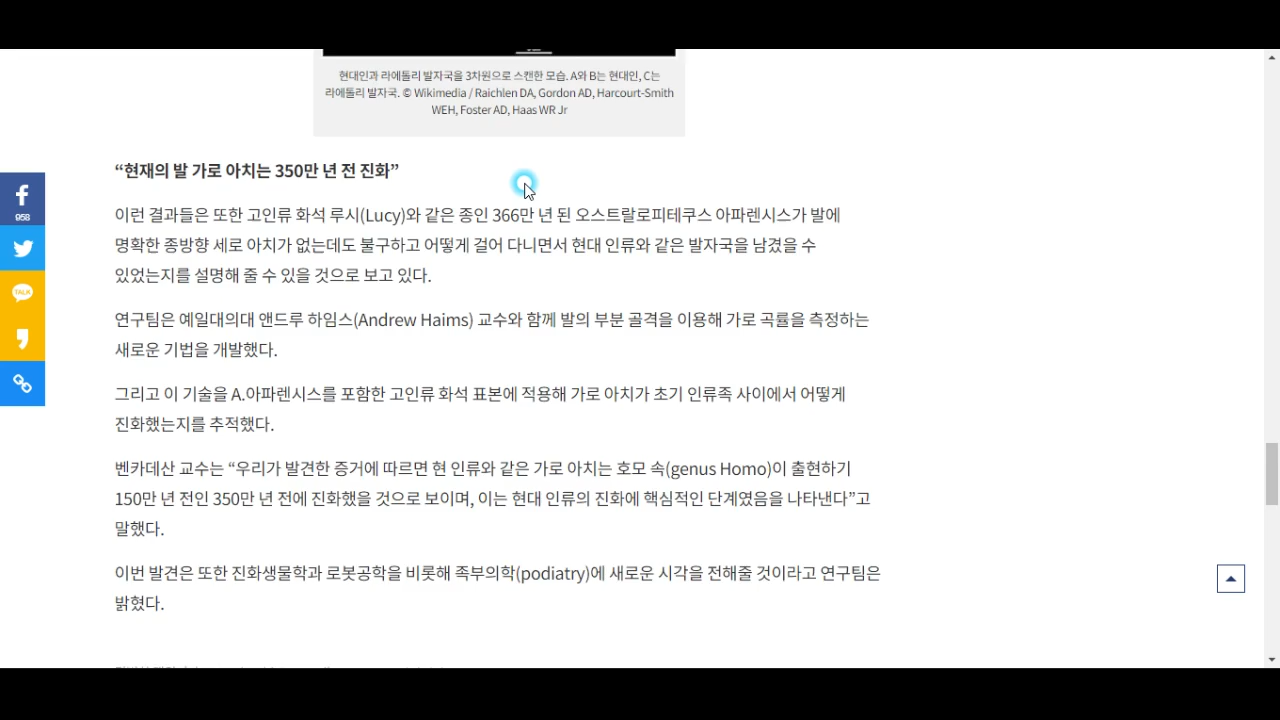 현대인과 라에톨리 발자국을 3차원으로 스캔한 모습. A와 B는 현대인, C는
라에톨리 발자국. © Wikimedia / Raichlen DA, Gordon AD, Harcourt-Smith
WEH, Foster AD, Haas WR Jr
“현재의 발 가로 아치는 350만 년 전 진화”
958
이런 결과들은 또한 고인류 화석 루시(Lucy)와 같은 종인 366만 년 된 오스트랄로피테쿠스 아파렌시스가 발에
명확한 종방향 세로 아치가 없는데도 불구하고 어떻게 걸어 다니면서 현대 인류와 같은 발자국을 남겼을 수
있었는지를 설명해 줄 수 있을 것으로 보고 있다.
TALK
연구팀은 예일대의대 앤드루 하임스(Andrew Haims) 교수와 함께 발의 부분 골격을 이용해 가로 곡률을 측정하는
새로운 기법을 개발했다.
그리고 이 기술을 A.아파렌시스를 포함한 고인류 화석 표본에 적용해 가로 아치가 초기 인류족 사이에서 어떻게
진화했는지를 추적했다.
벤카데산 교수는 “우리가 발견한 증거에 따르면 현 인류와 같은 가로 아치는 호모 속(genus Homo)이 출현하기
150만 년 전인 350만 년 전에 진화했을 것으로 보이며, 이는 현대 인류의 진화에 핵심적인 단계였음을 나타낸다”고
말했다.
이번 발견은 또한 진화생물학과 로봇공학을 비롯해 족부의학(podiatry)에 새로운 시각을 전해줄 것이라고 연구팀은
밝혔다.